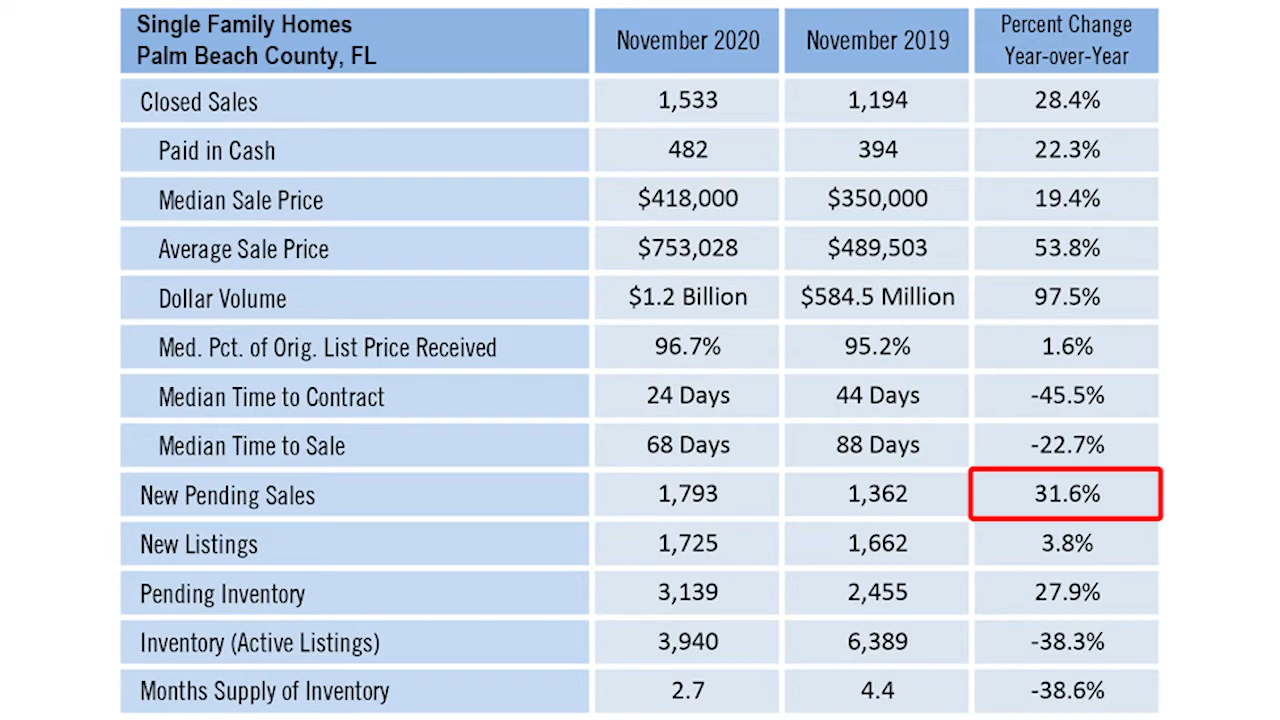 Single Family Homes
Palm Beach County, FL
November 2020
November 2019
Percent Change
Year-over-Year
Closed Sales 1,533 1,194 28.4%
Paid in Cash 482 394 22.3%
Median Sale Price $418,000 $350,000 19.4%
Average Sale Price $753,028 $489,503 53.8%
Dollar Volume $1.2 Billion $584.5 Million 97.5%
Med. Pct. of Orig. List Price Received 96.7% 95.2% 1.6%
Median Time to Contract 24 Days 44 Days -45.5%
Median Time to Sale 68 Days 88 Days -22.7%
New Pending Sales 1,793 1,362 31.6%
New Listings 1,725 1,662 3.8%
Pending Inventory 3,139 2,455 27.9%
Inventory (Active Listings) 3,940 6,389 -38.3%
Months Supply of Inventory 2.7 4.4 -38.6%